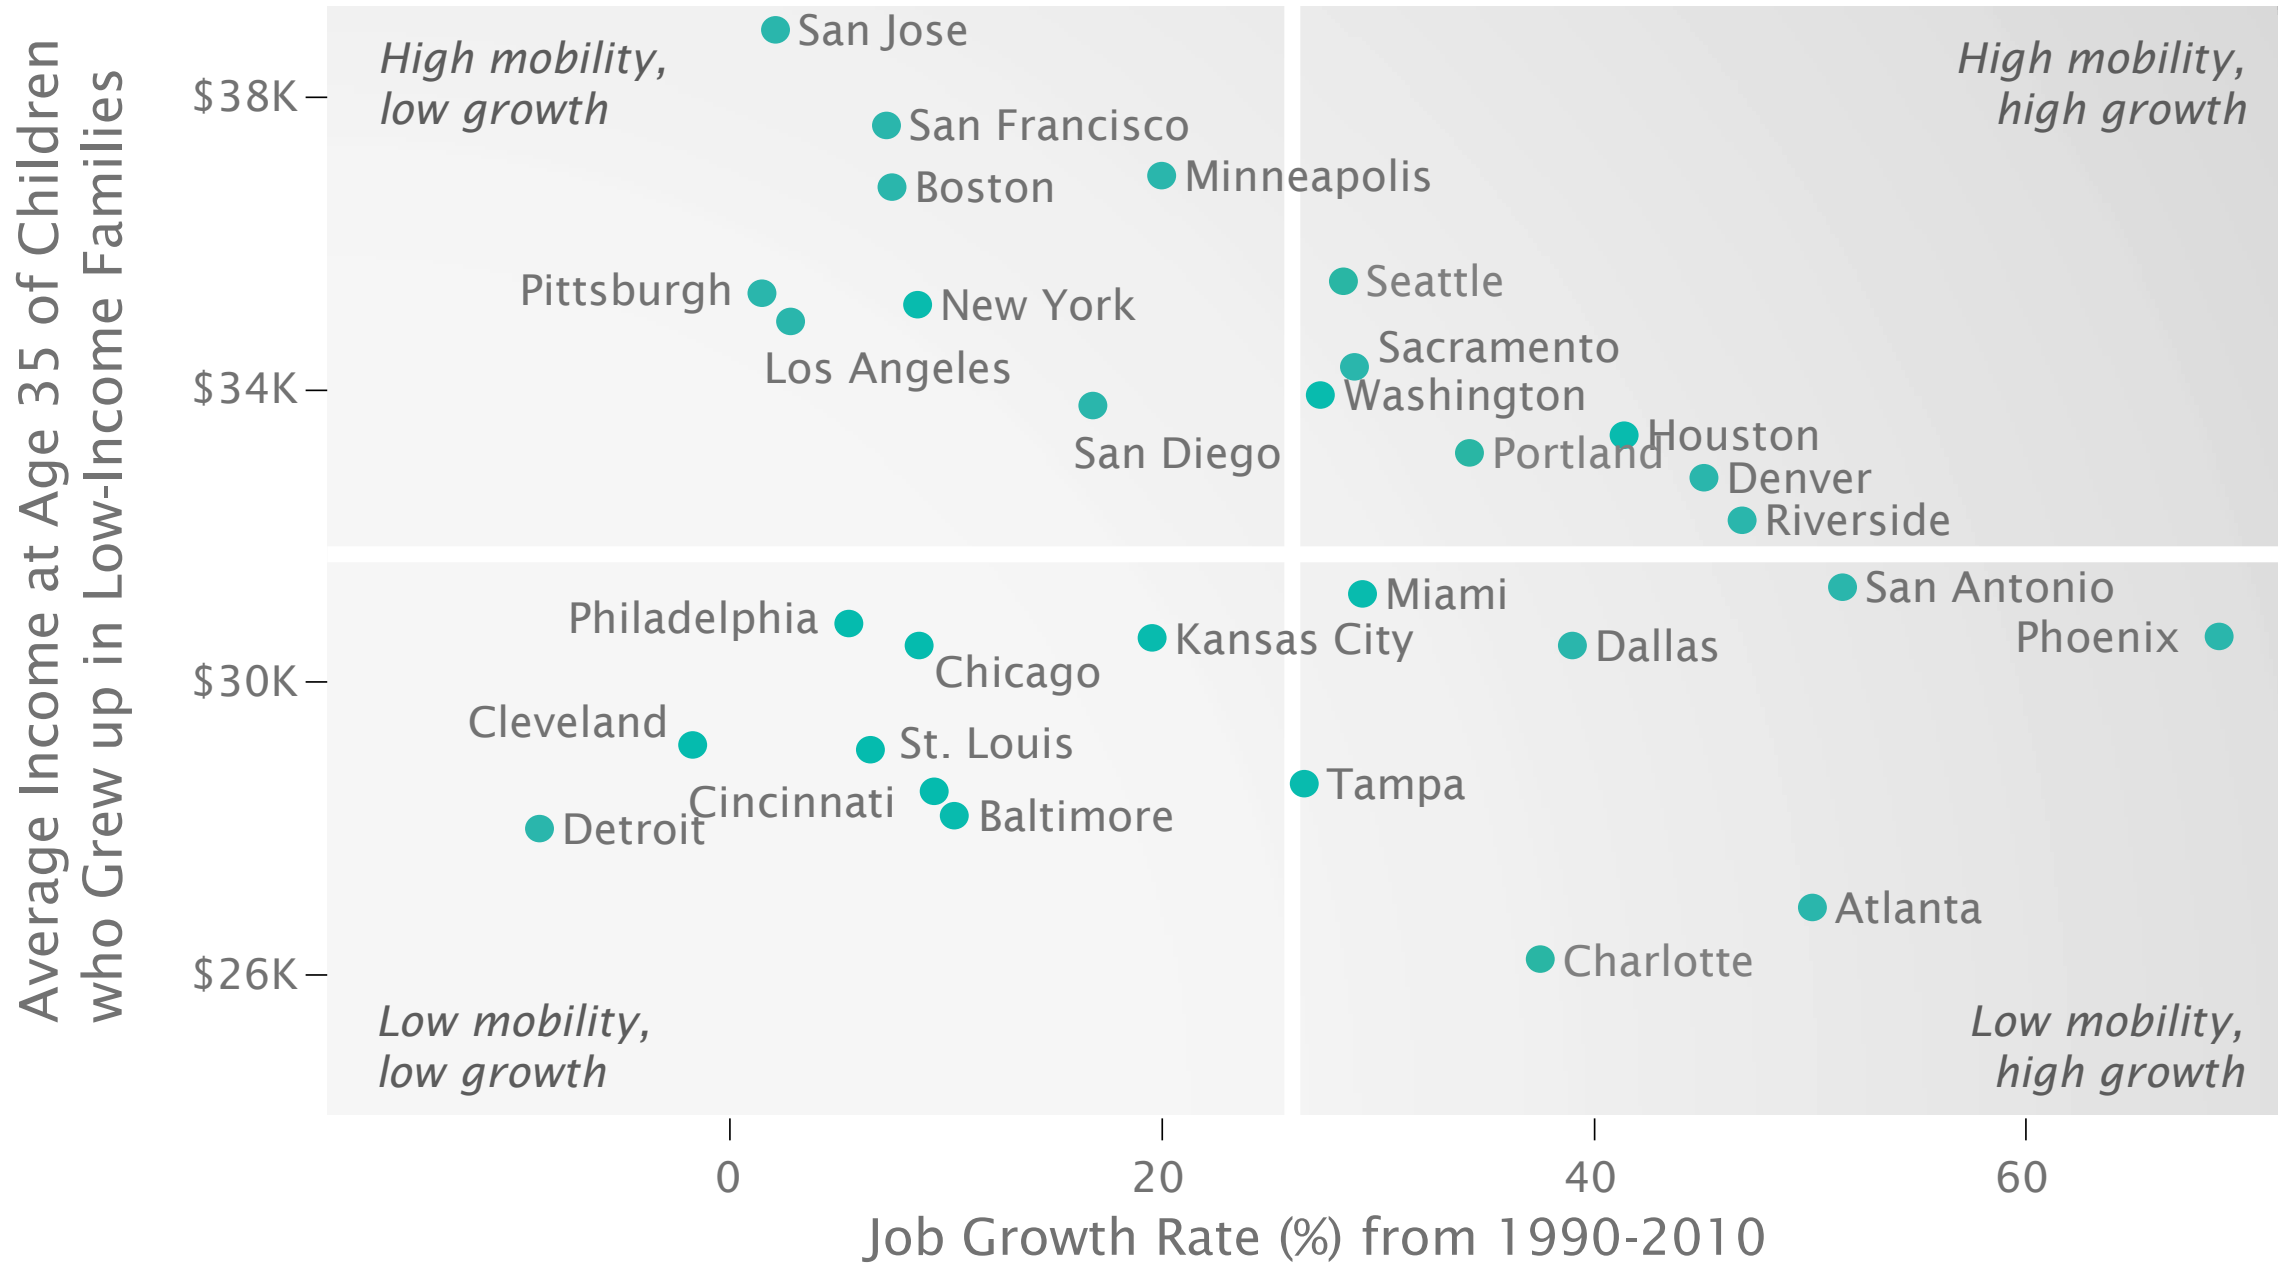 Average Income at Age 35 of Children
who Grew up in Low-Income Families
$38K
$34K
$30K
$26K
High mobility,
low growth
High mobility,
high growth
San Jose
San Francisco
Boston
Minneapolis
Pittsburgh
New York
Seattle
Los Angeles
Sacramento
Washington
San Diego
Portland
Houston
Denver
Riverside
Philadelphia
Chicago
Kansas City
Miami
Dallas
San Antonio
Phoenix
Cleveland
St. Louis
Cincinnati
Baltimore
Detroit
Tampa
Atlanta
Charlotte
Low mobility,
low growth
Low mobility,
high growth
0
20
40
60
Job Growth Rate (%) from 1990-2010